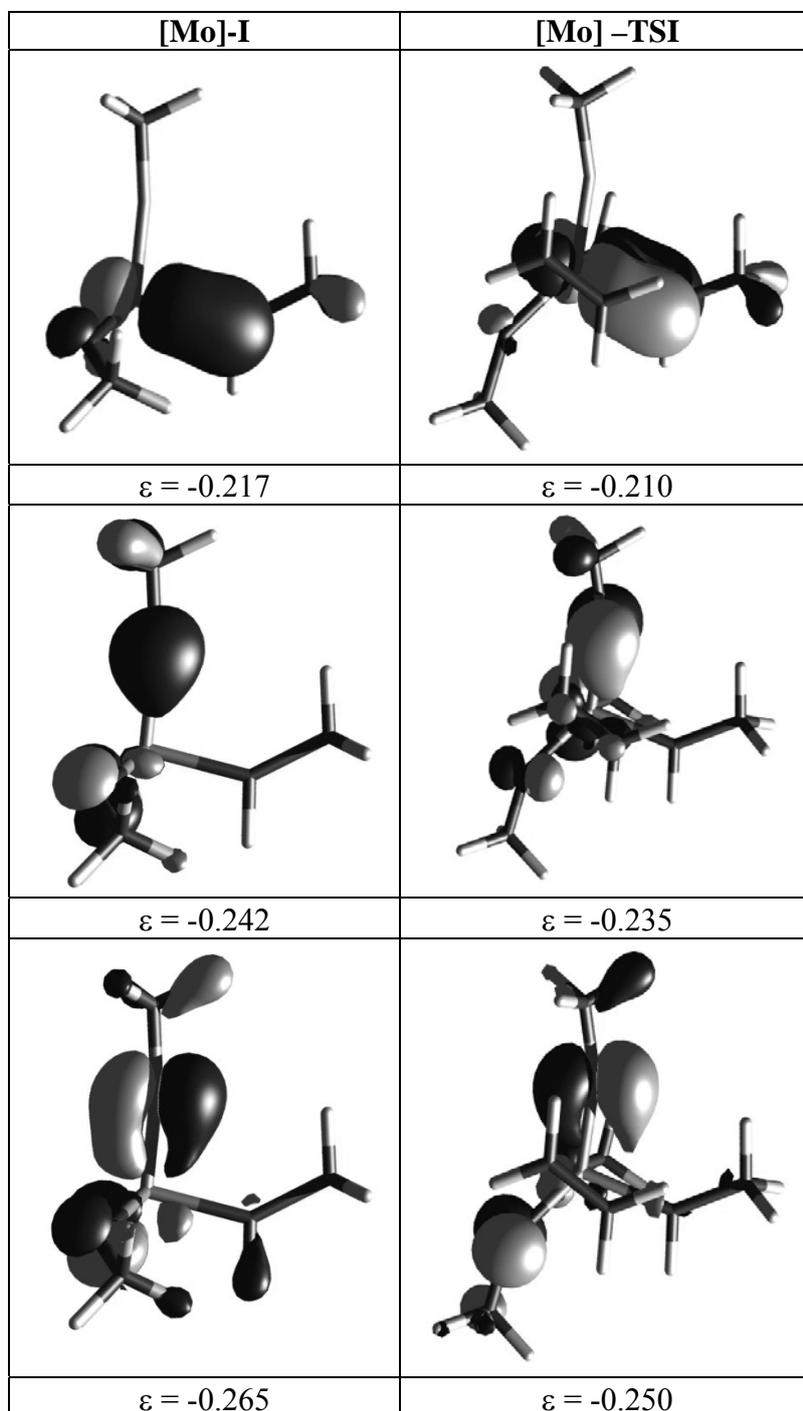 [Mo]-I [Mo] –TSI
ε = -0.217 ε = -0.210
ε = -0.242 ε = -0.235
ε = -0.265 ε = -0.250